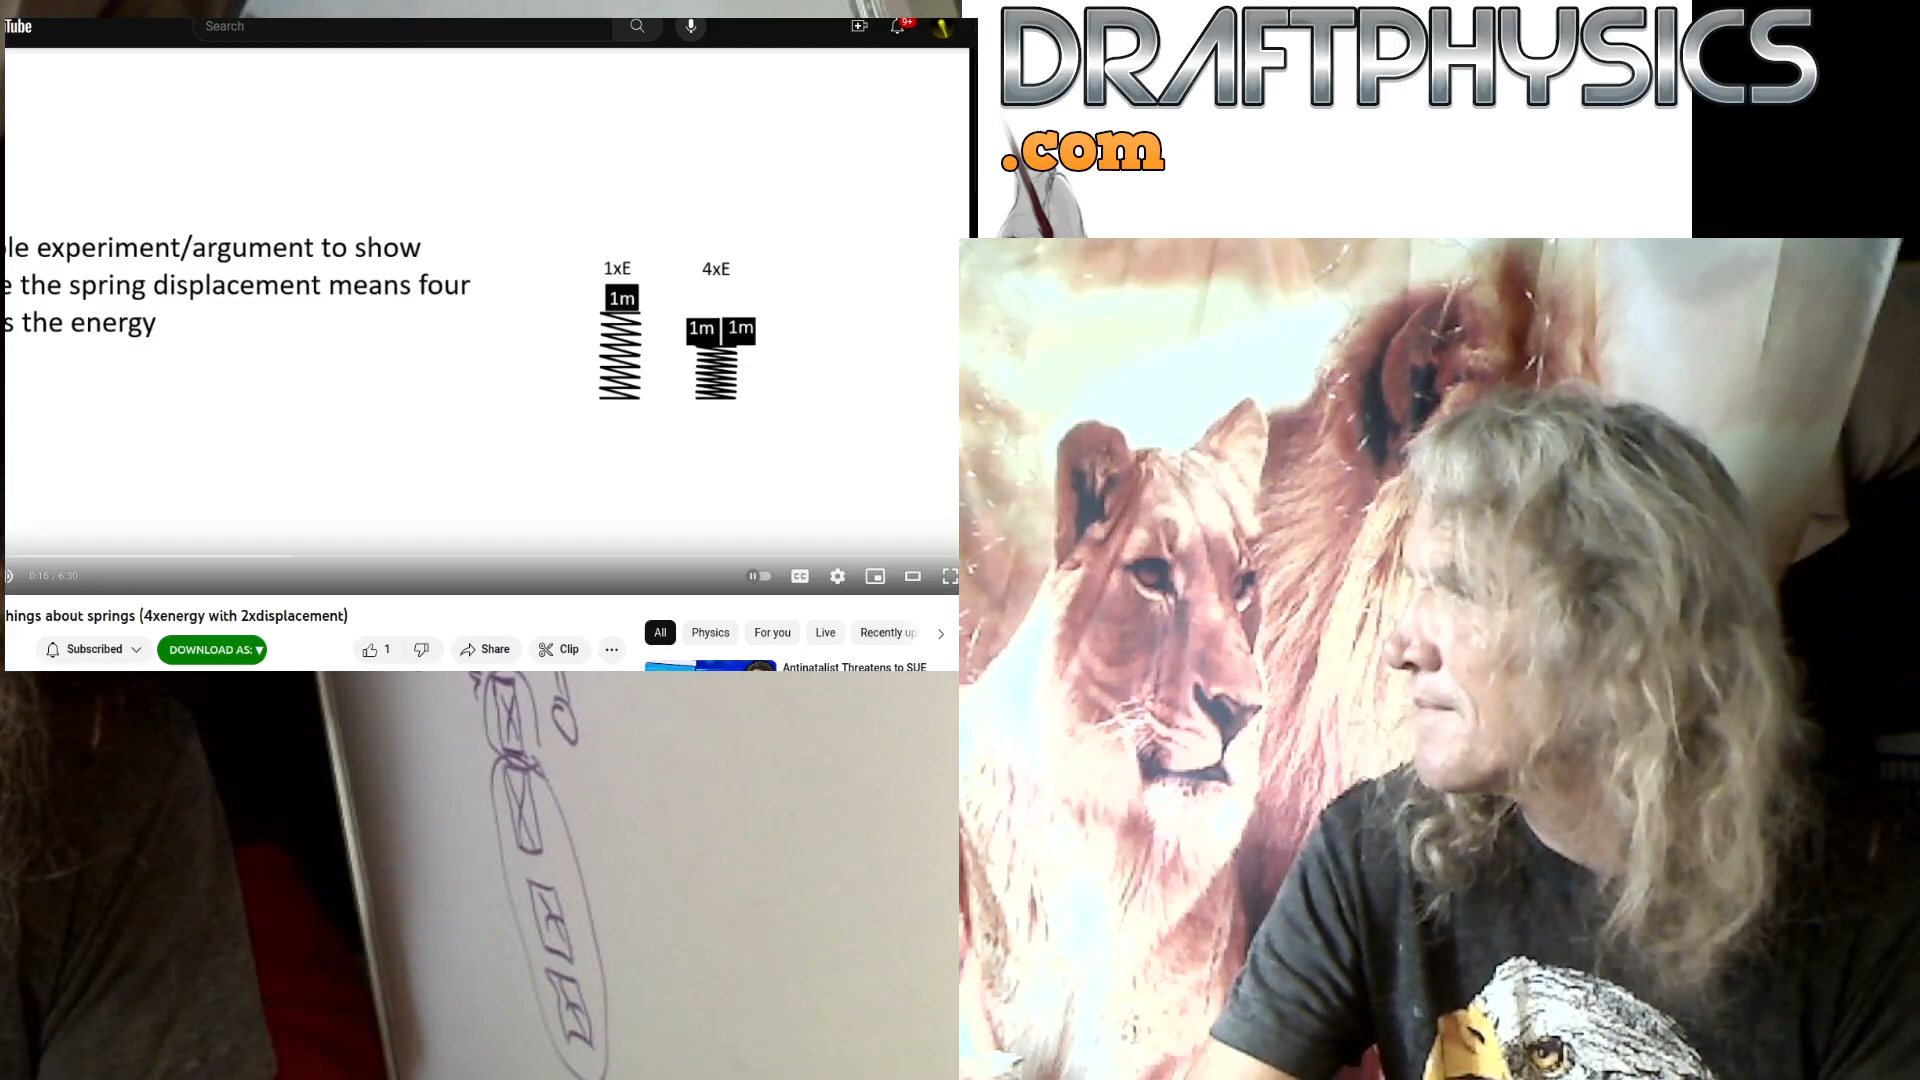 Tube
Search
9+
DRAFTPHYSICS
.com
le experiment/argument to show
e the spring displacement means four
s the energy
1xE
4xE
1m
1m
1m
0:16 / 6:30
CC
hings about springs (4xenergy with 2xdisplacement)
Subscribed
DOWNLOAD AS: ▼
1
Share
Clip
All
Physics
For you
Live
Recently up
Antinatalist Threatens to SUE